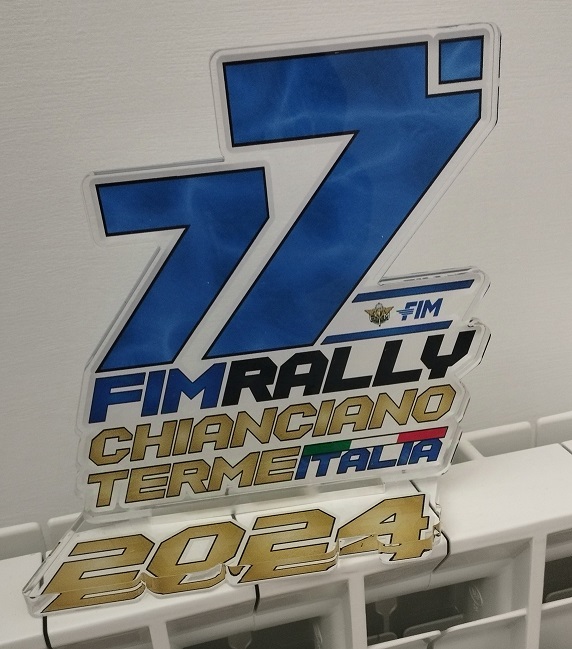 77°
FIM
FIMRALLY
CHIANCIANO
TERMEITALIA
2024